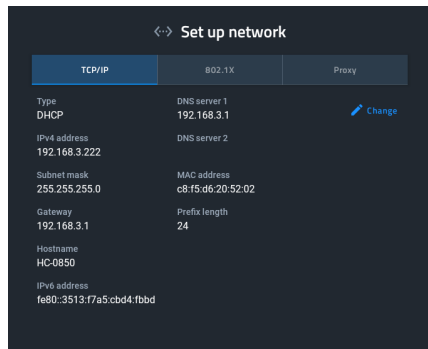 Set up network
TCP/IP
802.1X
Proxy
Type
DHCP
DNS server 1
192.168.3.1
Change
IPv4 address
192.168.3.222
DNS server 2
Subnet mask
255.255.255.0
MAC address
c8:f5:d6:20:52:02
Gateway
192.168.3.1
Prefix length
24
Hostname
HC-0850
IPv6 address
fe80::3513:f7a5:cbd4:fbbd